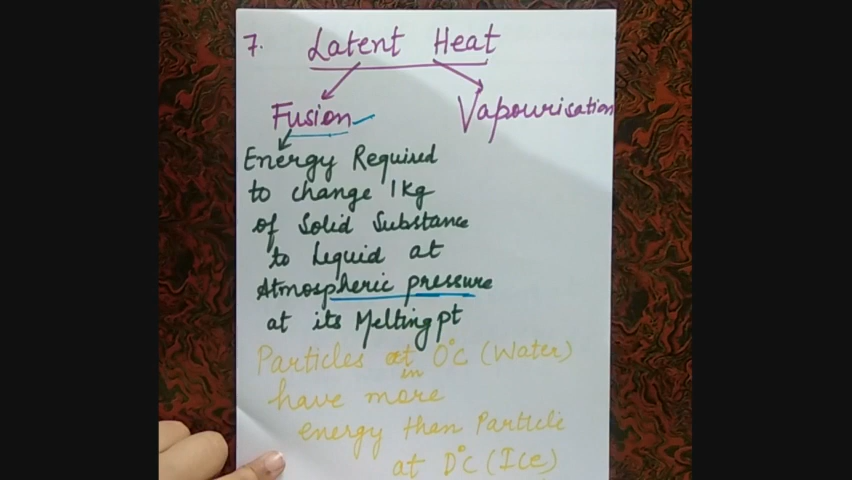 7. Latent Heat
Fusion Vapourisation
Energy Required
to change 1kg
of Solid Substance
to Liquid at
Atmospheric pressure
at its Melting pt
Particles at 0°C (Water)
in
have more
energy than Particle
at 0°C (Ice)